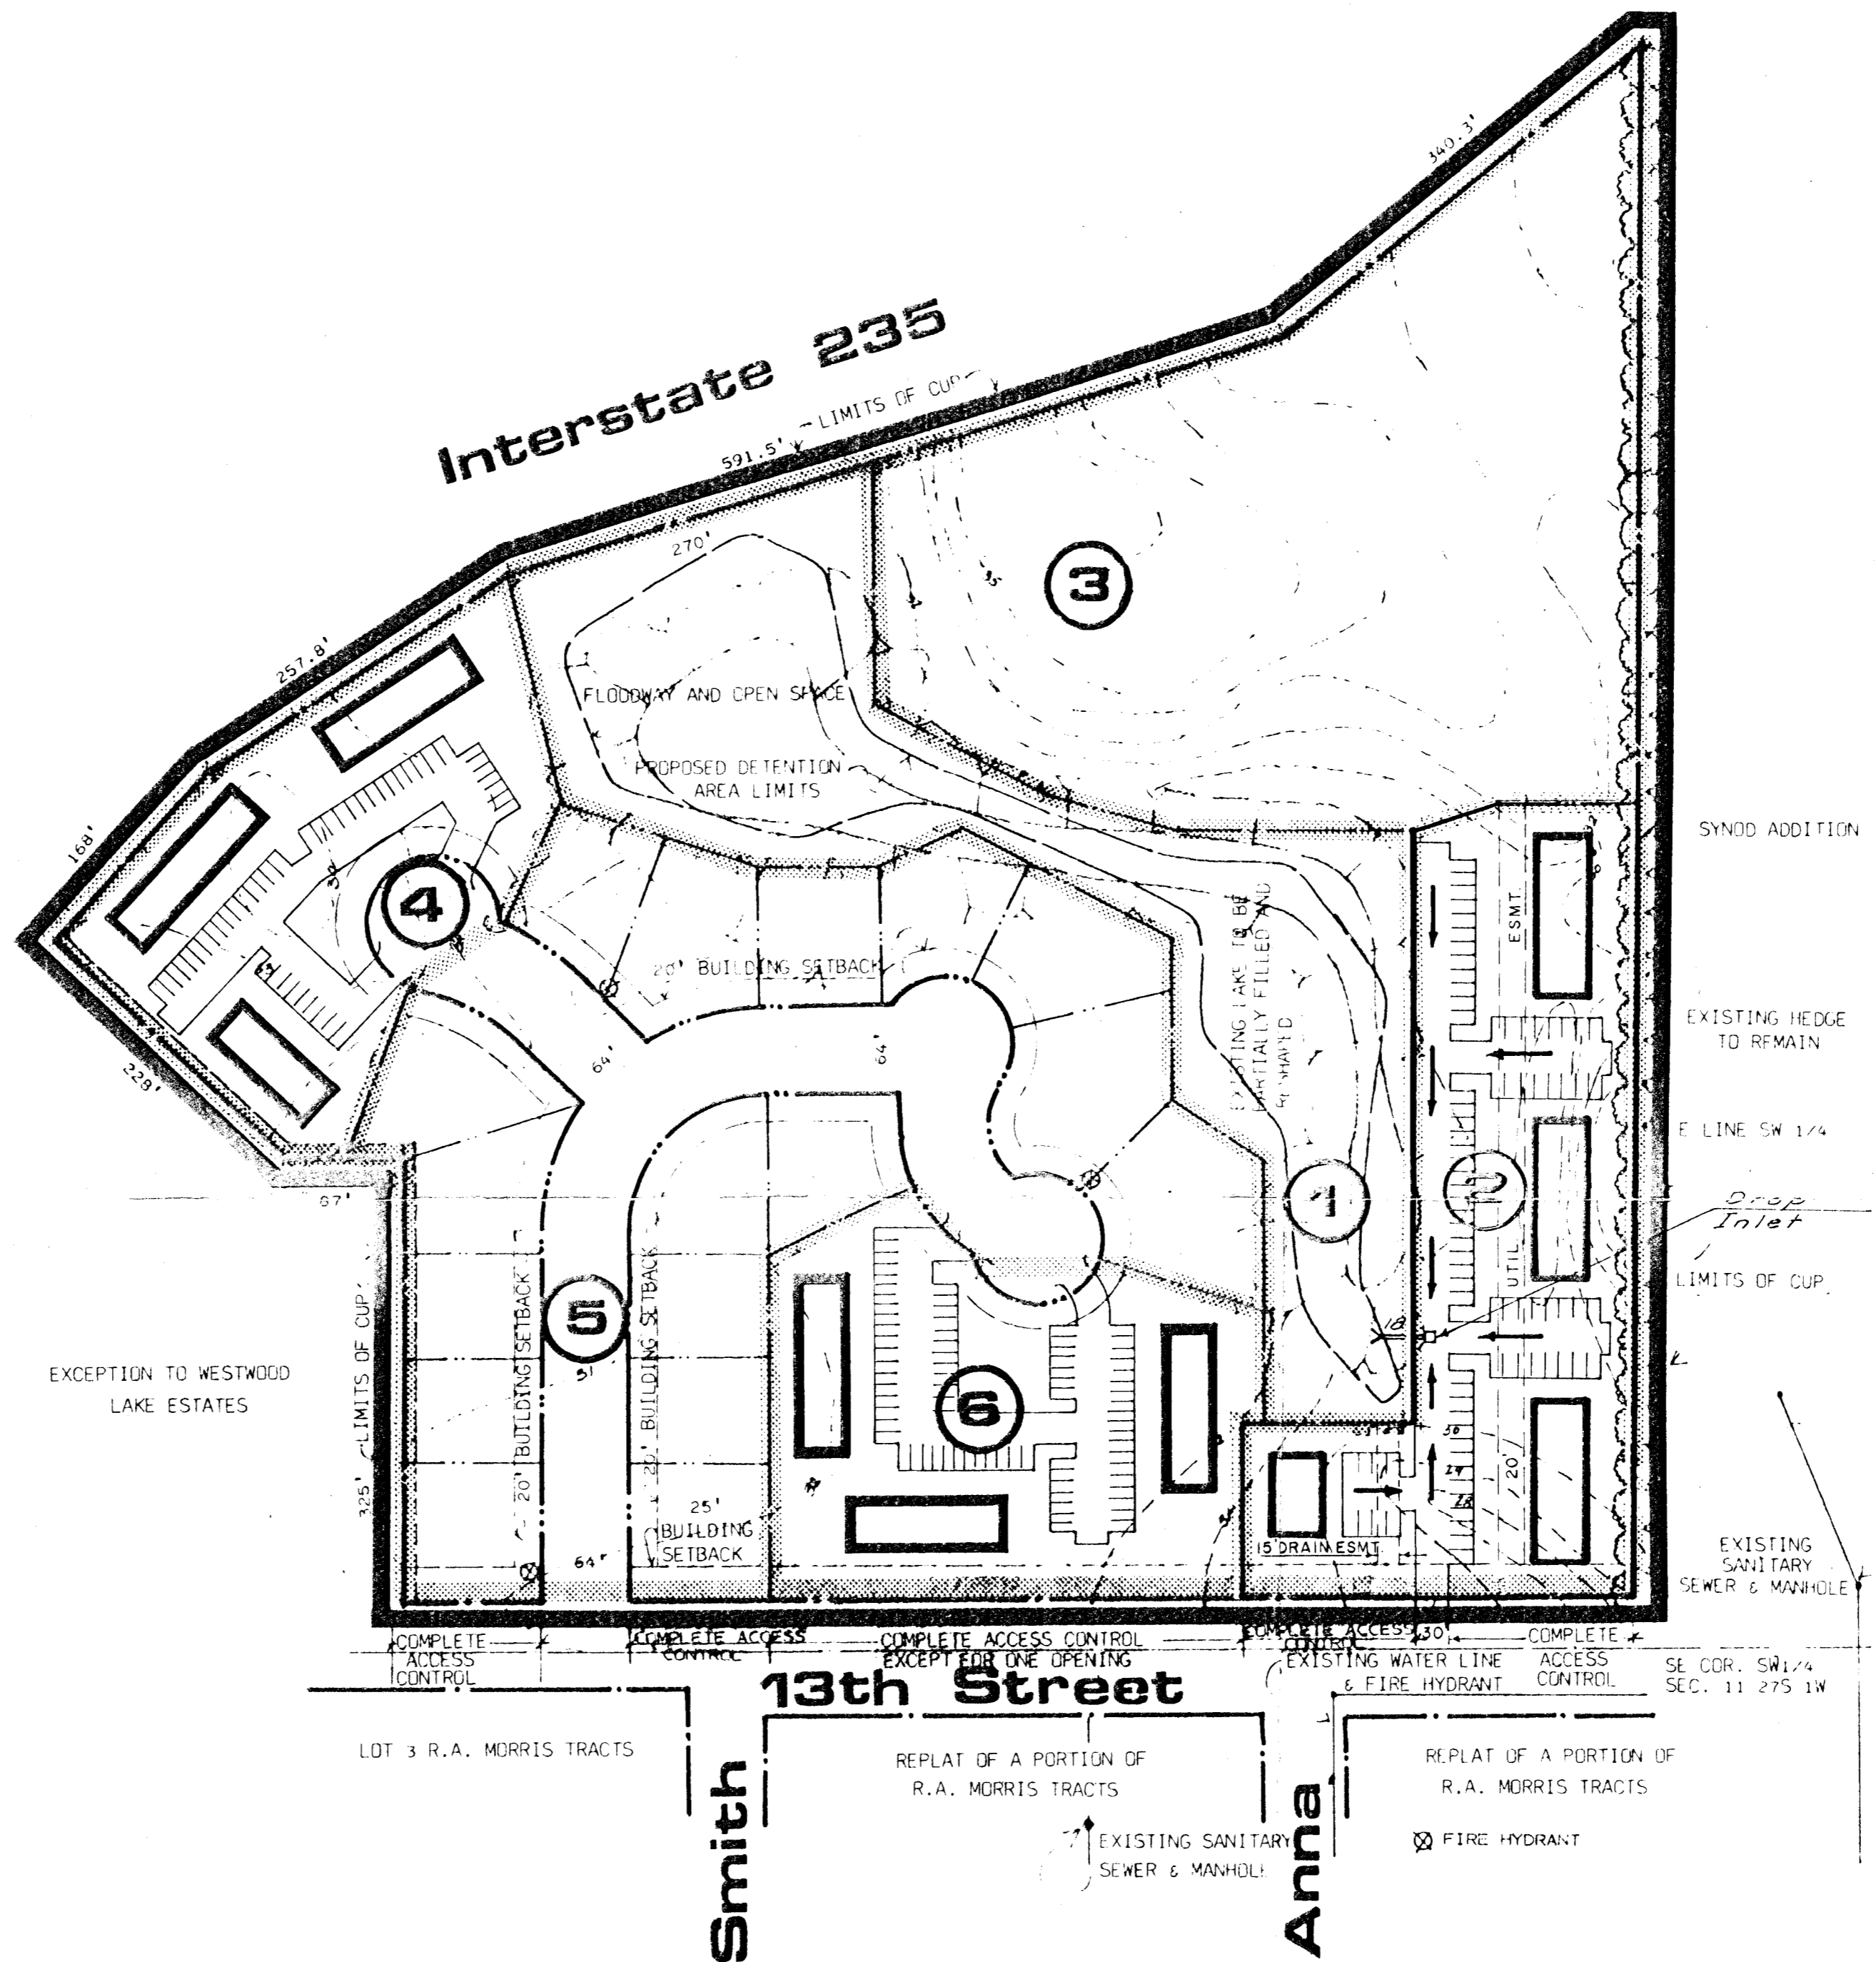 340.3'
Interstate 235
LIMITS OF CUP
591.5'
270'
257.8'
3
35
FLOODWAY AND OPEN SPACE
PROPOSED DETENTION
AREA LIMITS
168'
SYNOD ADDITION
4
ESMT
EXISTING LAKE TO BE
PARTIALLY FILLED AND
RESHAPED
20' BUILDING SETBACK
EXISTING HEDGE
TO REMAIN
64'
64'
228'
E LINE SW 1/4
67'
1
2
Drop
Inlet
UTIL
LIMITS OF CUP
20' BUILDING SETBACK
20' BUILDING SETBACK
5
18
325'
LIMITS OF CUP
EXCEPTION TO WESTWOOD
LAKE ESTATES
6
30
29
28
20'
25'
BUILDING
SETBACK
64'
15' DRAIN ESMT
EXISTING
SANITARY
SEWER & MANHOLE
COMPLETE
ACCESS
CONTROL
COMPLETE ACCESS
CONTROL
COMPLETE ACCESS CONTROL
EXCEPT FOR ONE OPENING
COMPLETE ACCESS
CONTROL
30'
COMPLETE
ACCESS
CONTROL
EXISTING WATER LINE
& FIRE HYDRANT
SE COR. SW1/4
SEC. 11 27S 1W
13th Street
LOT 3 R.A. MORRIS TRACTS
REPLAT OF A PORTION OF
R.A. MORRIS TRACTS
REPLAT OF A PORTION OF
R.A. MORRIS TRACTS
Smith
Anna
EXISTING SANITARY
SEWER & MANHOLE
FIRE HYDRANT